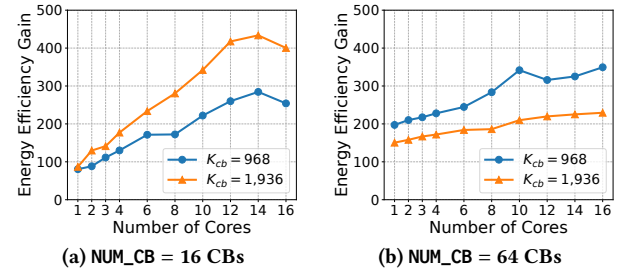 Energy Efficiency Gain
500
400
300
200
100
0
K_cb = 968
K_cb = 1,936
1 2 3 4 6 8 10 12 14 16
Number of Cores
(a) NUM_CB = 16 CBs
Energy Efficiency Gain
500
400
300
200
100
0
K_cb = 968
K_cb = 1,936
1 2 3 4 6 8 10 12 14 16
Number of Cores
(b) NUM_CB = 64 CBs